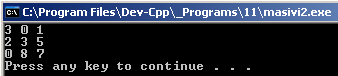 C:\Program Files\Dev-Cpp\_Programs\11\masivi2.exe
3 0 1
2 3 5
0 8 7
Press any key to continue . . .